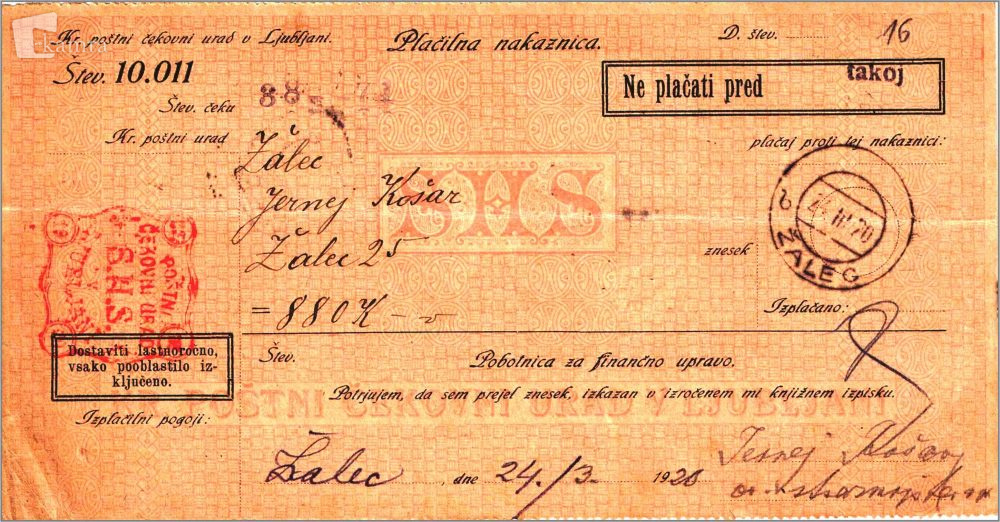 Kr. poštni čekovni urad v Ljubljani.
Plačilna nakaznica.
D. štev. 16
Štev. 10.011
Ne plačati pred takoj
Štev. čeku
Kr. poštni urad Žalec
plačaj proti tej nakaznici:
Jernej Košar
Žalec 25
znesek
= 880 K
Izplačano:
ŽALEC
S.H.S.
SHS
Dostaviti lastnoročno,
vsako pooblastilo iz-
ključeno.
Štev.
Pobotnica za finančno upravo.
Potrjujem, da sem prejel znesek, izkazan v izročenem mi knjižnem izpisku.
POŠTNI ČEKOVNI URAD V LJUBLJANI
Izplačilni pogoji:
Žalec, dne 24./3. 1920
Jernej Košar